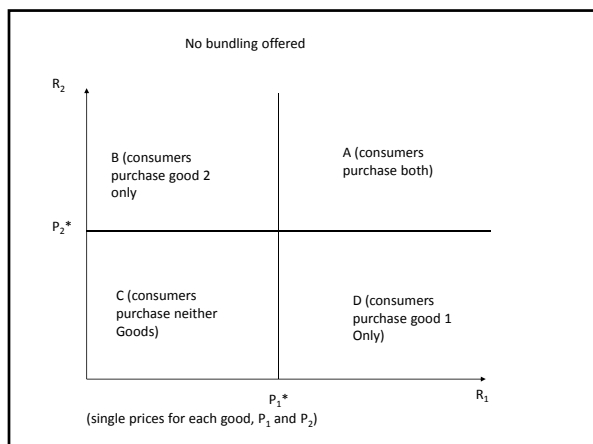 No bundling offered
R₂
B (consumers
purchase good 2
only
A (consumers
purchase both)
P₂*
C (consumers
purchase neither
Goods)
D (consumers
purchase good 1
Only)
P₁*
R₁
(single prices for each good, P₁ and P₂)